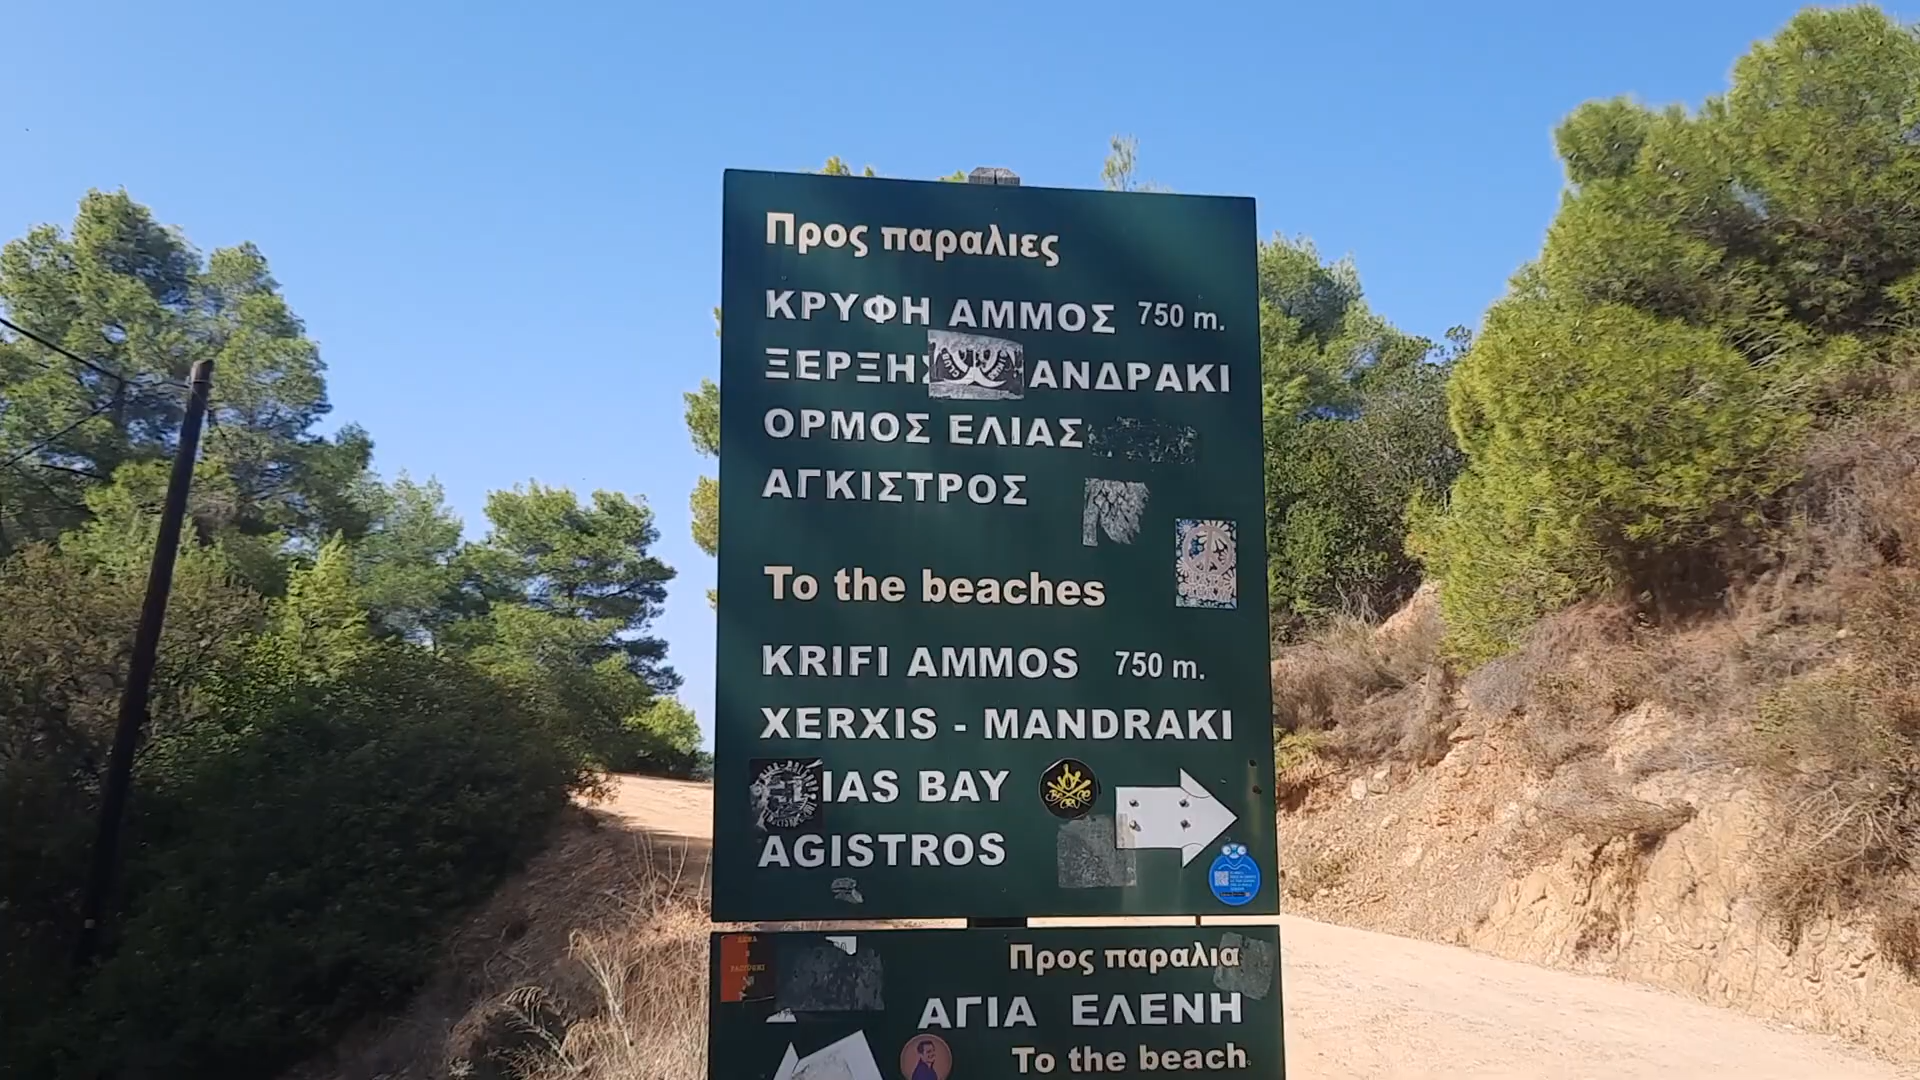 Προς παραλιες
ΚΡΥΦΗ ΑΜΜΟΣ 750 m.
ΞΕΡΞΗΣ ΑΝΔΡΑΚΙ
ΟΡΜΟΣ ΕΛΙΑΣ
ΑΓΚΙΣΤΡΟΣ
To the beaches
KRIFI AMMOS 750 m.
XERXIS - MANDRAKI
IAS BAY
AGISTROS
Προς παραλια
ΑΓΙΑ ΕΛΕΝΗ
To the beach